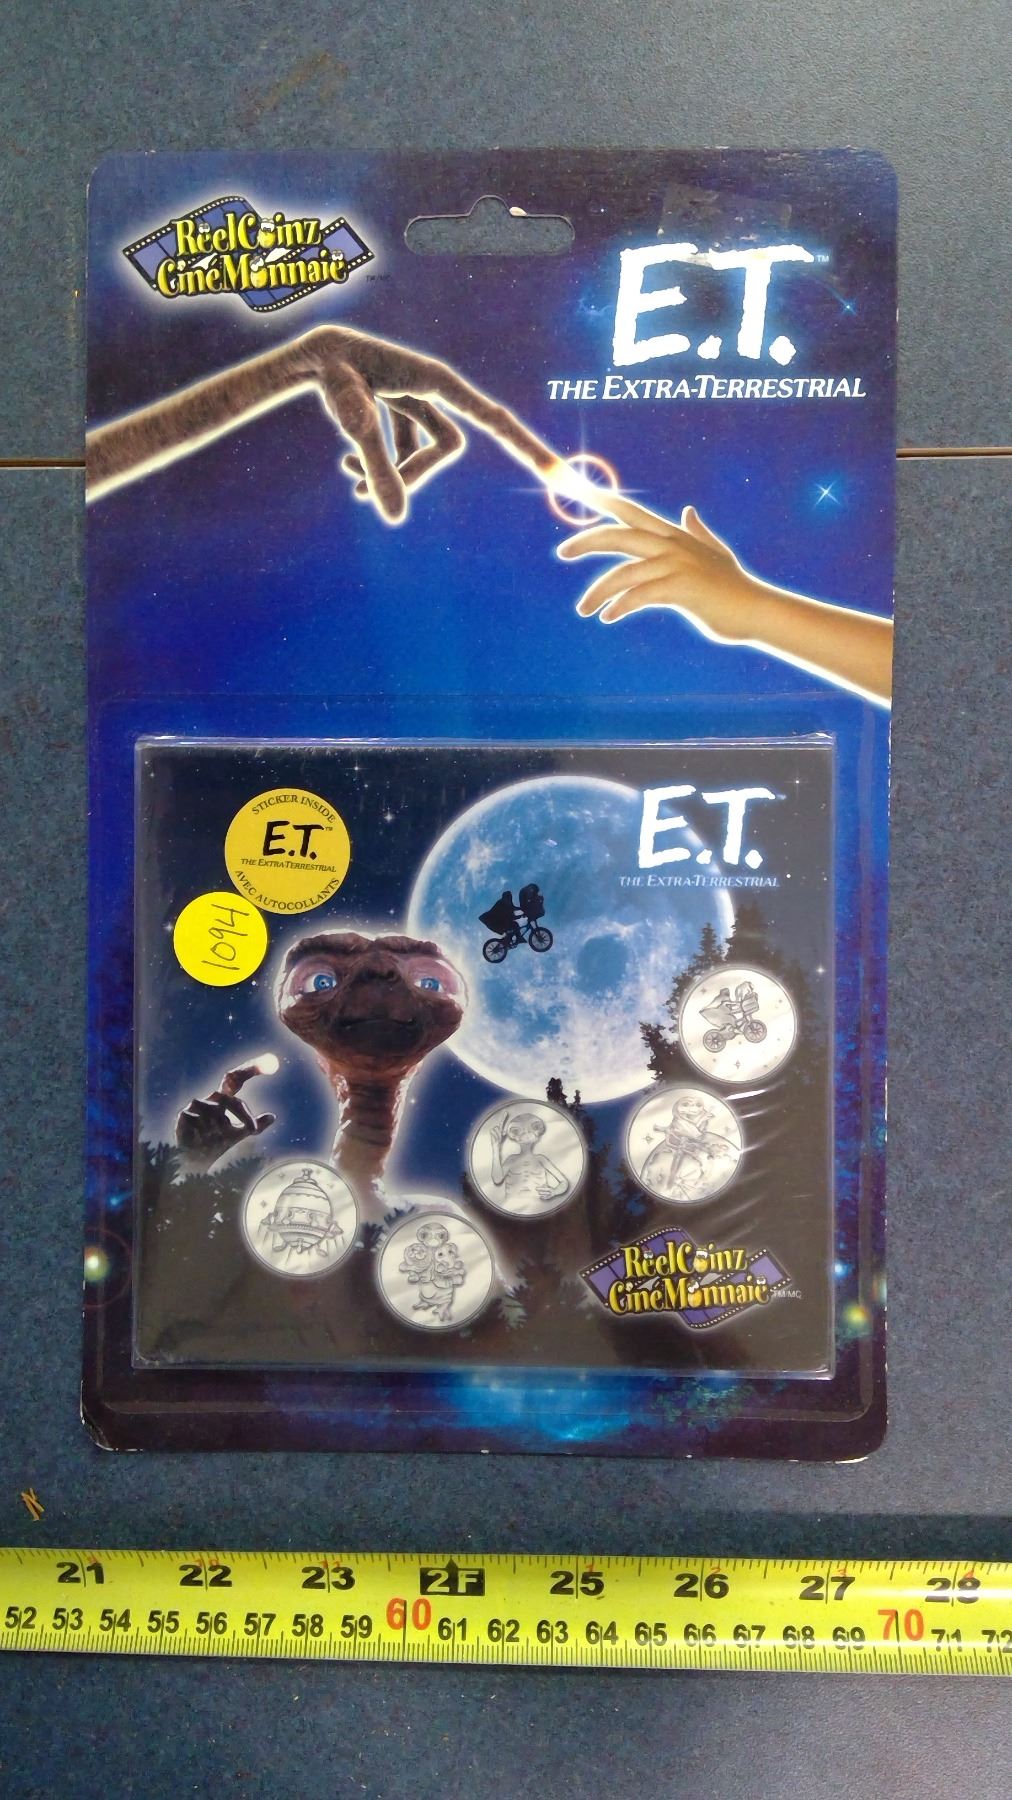 ReelCoinz
CinéMonnaie
TM/MC
E.T.™
THE EXTRA-TERRESTRIAL
STICKER INSIDE
E.T.™
THE EXTRA-TERRESTRIAL
AVEC AUTOCOLLANTS
1094
E.T.
THE EXTRA-TERRESTRIAL
ReelCoinz
CinéMonnaie
TM/MC
21 22 23 2F 25 26 27 28
52 53 54 55 56 57 58 59 60 61 62 63 64 65 66 67 68 69 70 71 72